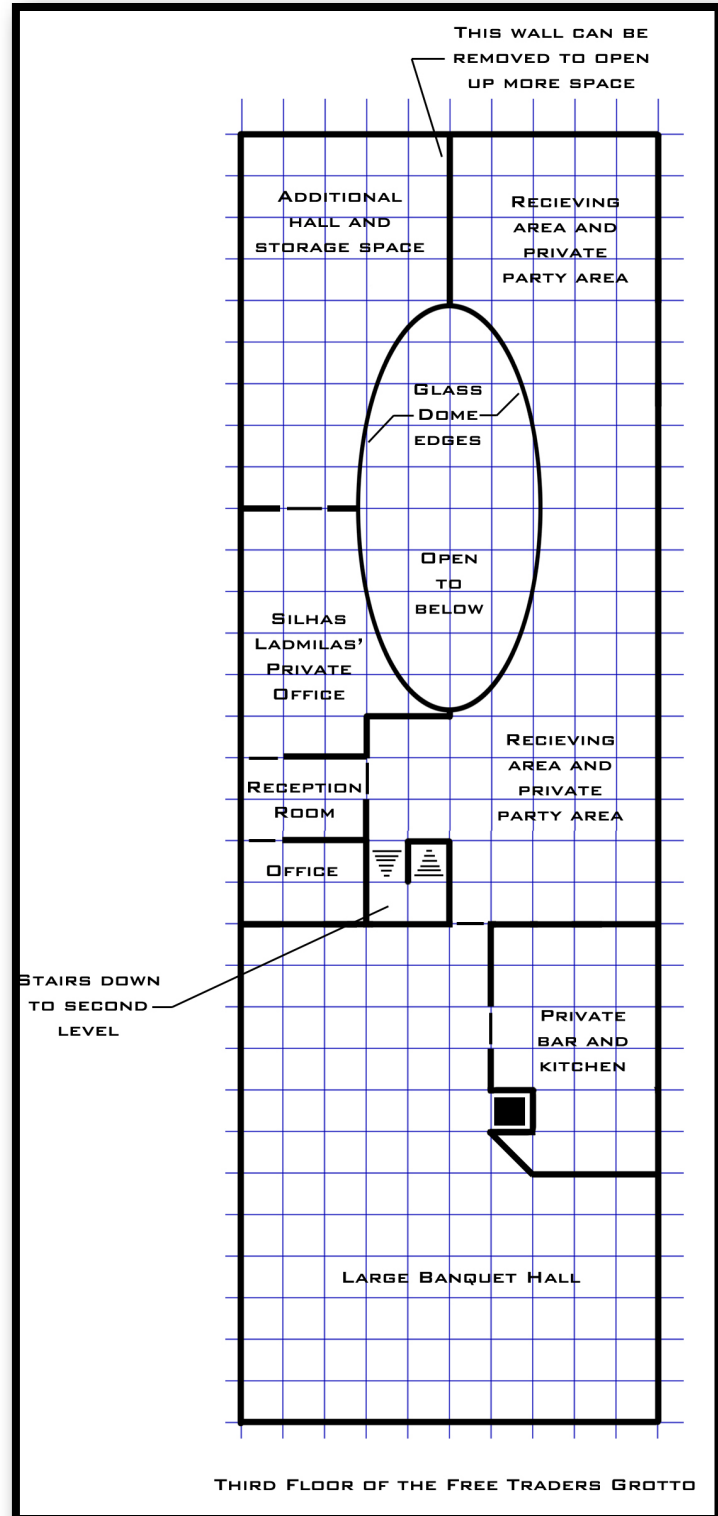 This wall can be
removed to open
up more space
Additional
hall and
storage space
Recieving
area and
private
party area
Glass
Dome
edges
Open
to
below
Silhas
Ladmilas'
Private
Office
Recieving
area and
private
party area
Reception
Room
Office
Stairs down
to second
level
Private
bar and
kitchen
Large Banquet Hall
Third Floor of the Free Traders Grotto